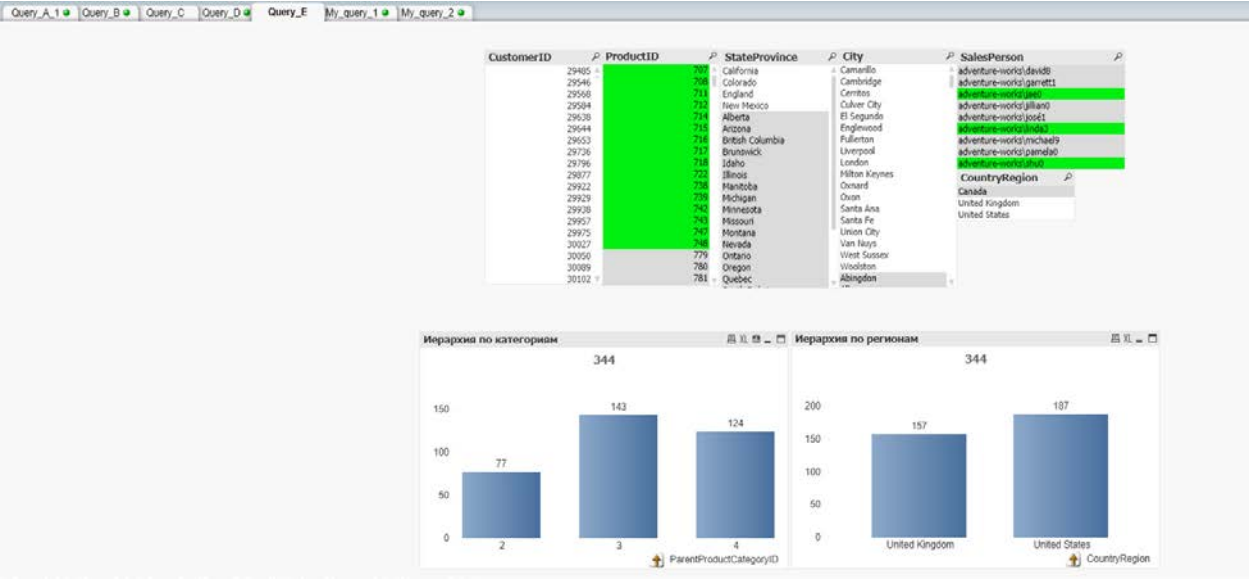 Query_A_1 Query_B Query_C Query_D Query_E My_query_1 My_query_2
CustomerID
29485
29546
29568
29584
29638
29644
29653
29736
29796
29877
29922
29929
29938
29957
29975
30027
30050
30089
30102
ProductID
707
708
711
712
714
715
716
717
718
722
738
739
742
743
747
748
779
780
781
StateProvince
California
Colorado
England
New Mexico
Alberta
Arizona
British Columbia
Brunswick
Idaho
Illinois
Manitoba
Michigan
Minnesota
Missouri
Montana
Nevada
Ontario
Oregon
Quebec
City
Camarillo
Cambridge
Cerritos
Culver City
El Segundo
Englewood
Fullerton
Liverpool
London
Milton Keynes
Oxnard
Oxon
Santa Ana
Santa Fe
Union City
Van Nuys
West Sussex
Woolston
Abingdon
SalesPerson
adventure-works\david8
adventure-works\garrett1
adventure-works\jae0
adventure-works\jillian0
adventure-works\josé1
adventure-works\linda3
adventure-works\michael9
adventure-works\pamela0
adventure-works\shu0
CountryRegion
Canada
United Kingdom
United States
Иерархия по категориям XL
344
150
100
50
0
77
143
124
2 3 4
ParentProductCategoryID
Иерархия по регионам XL
344
200
150
100
50
0
157
187
United Kingdom United States
CountryRegion